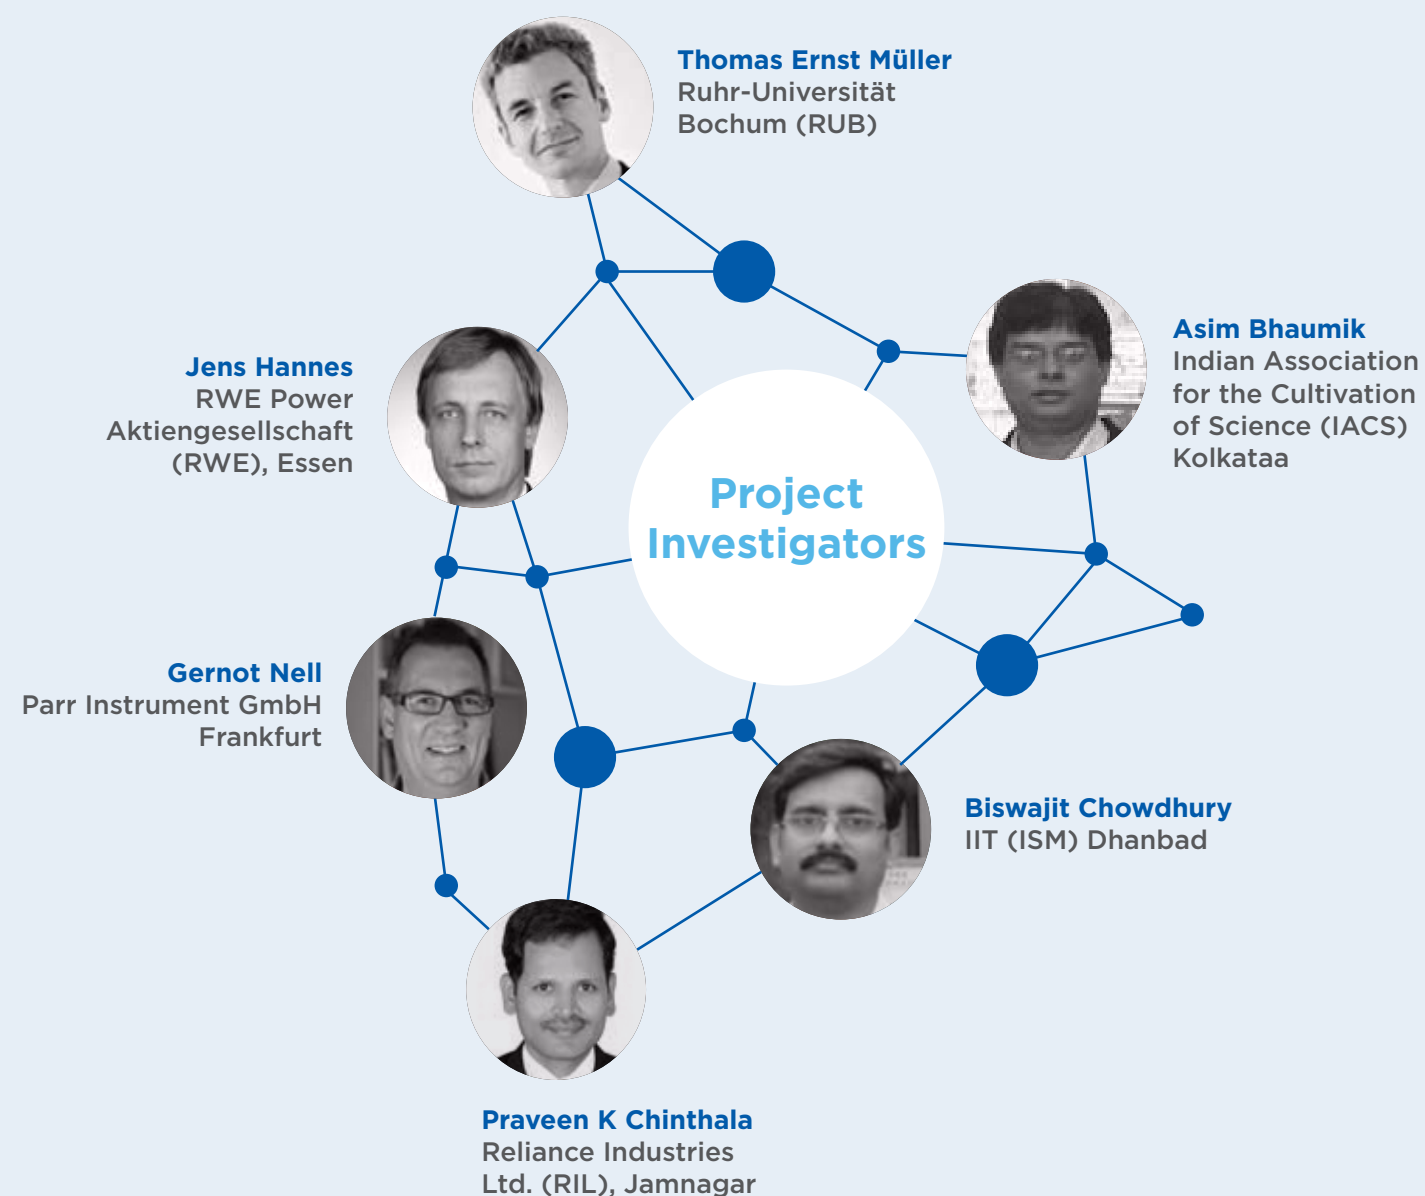 Thomas Ernst Müller
Ruhr-Universität
Bochum (RUB)
Asim Bhaumik
Indian Association
for the Cultivation
of Science (IACS)
Kolkataa
Jens Hannes
RWE Power
Aktiengesellschaft
(RWE), Essen
Project
Investigators
Gernot Nell
Parr Instrument GmbH
Frankfurt
Biswajit Chowdhury
IIT (ISM) Dhanbad
Praveen K Chinthala
Reliance Industries
Ltd. (RIL), Jamnagar